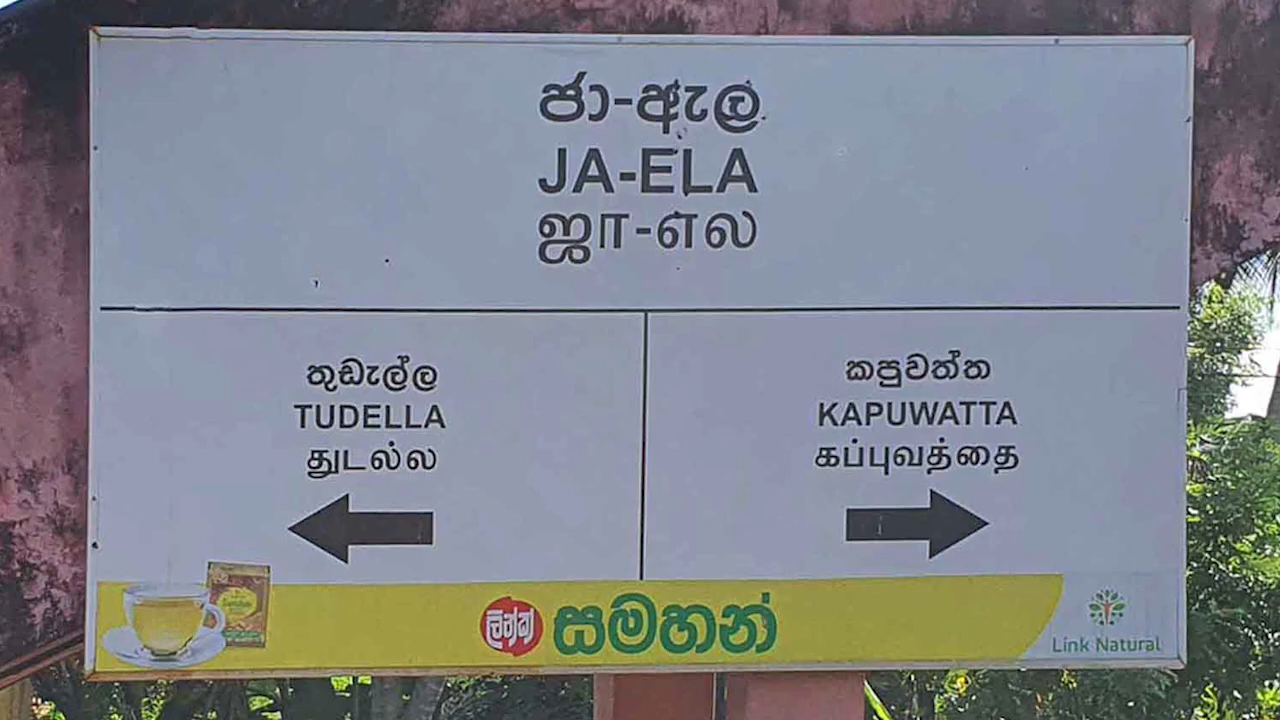 ජා-ඇල
JA-ELA
ஜா-எல
තුඩැල්ල
TUDELLA
துடல்ல
කපුවත්ත
KAPUWATTA
கப்புவத்தை
ලින්ක් සමහන්
Link Natural